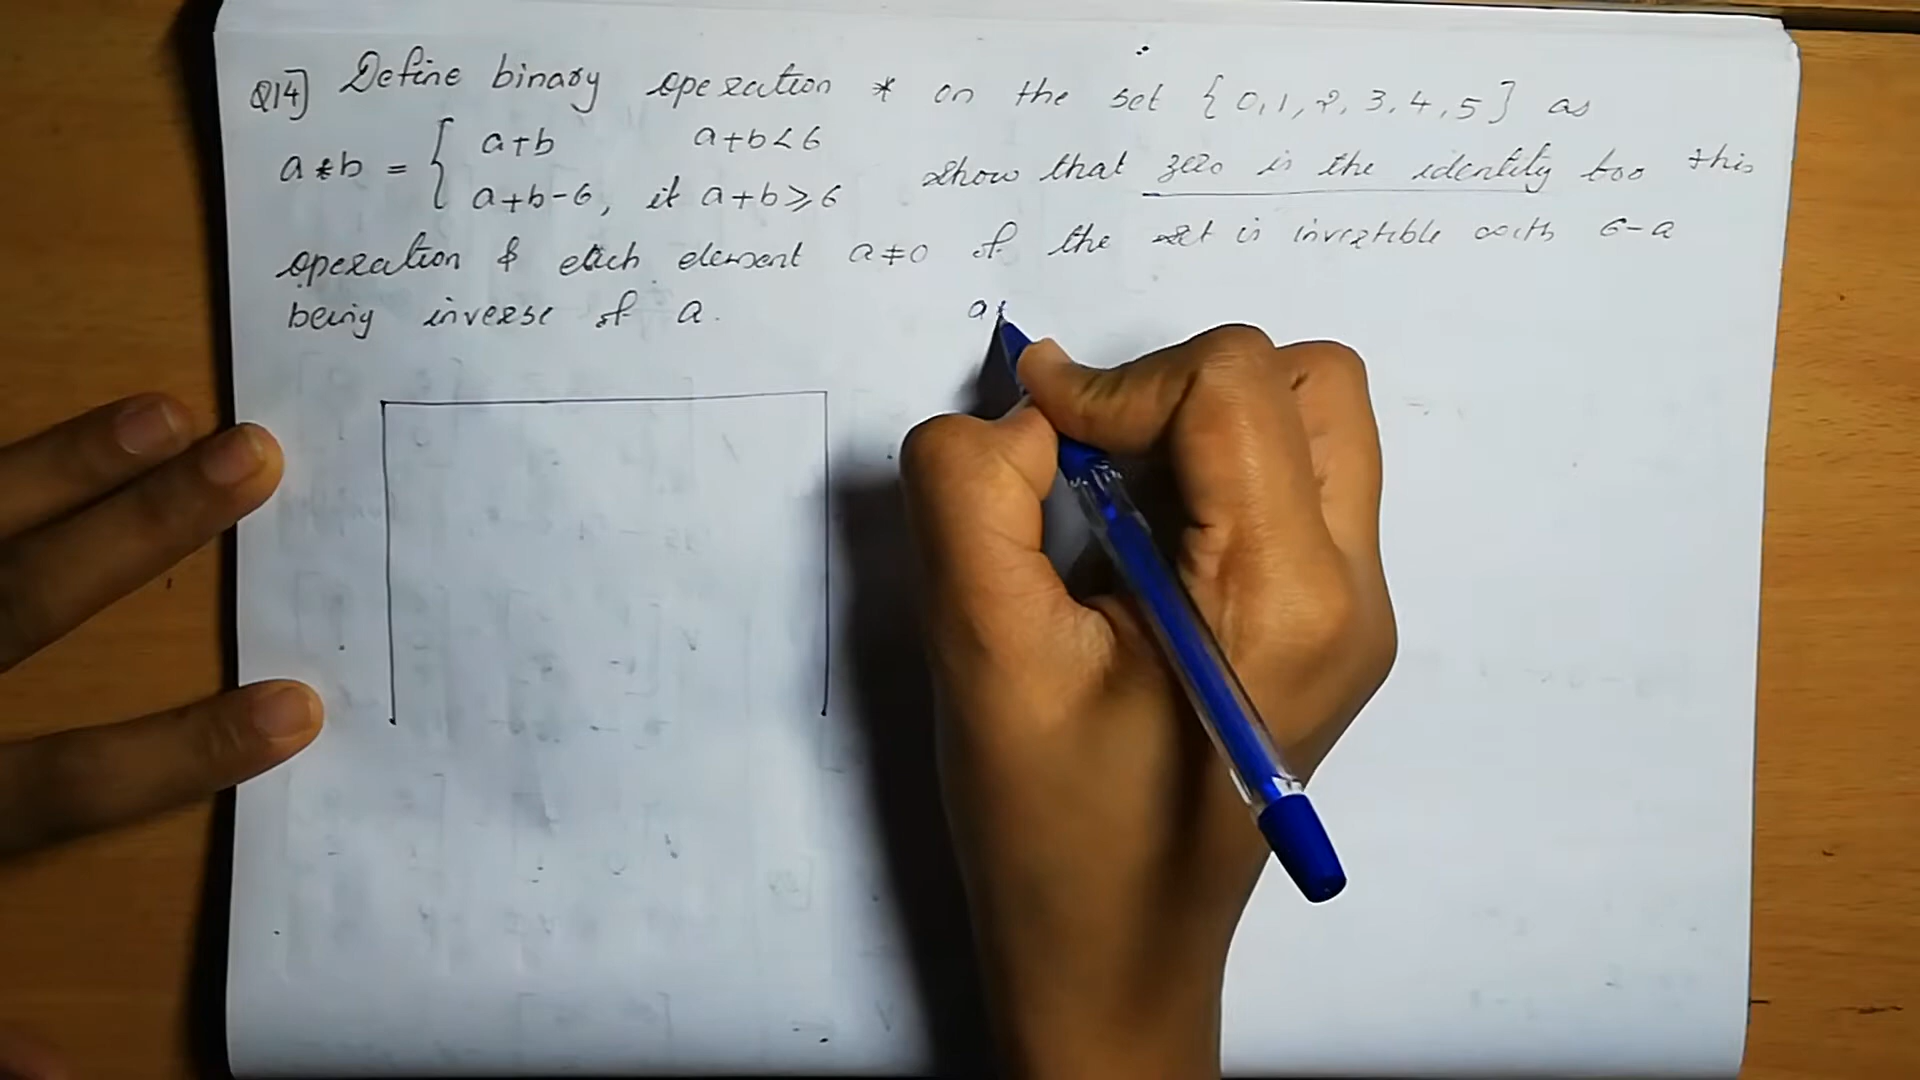 Q14] Define binary operation * on the set { 0, 1, 2, 3, 4, 5 } as
a * b = { a+b a+b<6
a+b-6, if a+b⩾6 show that zero is the identity for this
operation & each element a≠0 of the set is invertible with 6-a
being inverse of a.
a *